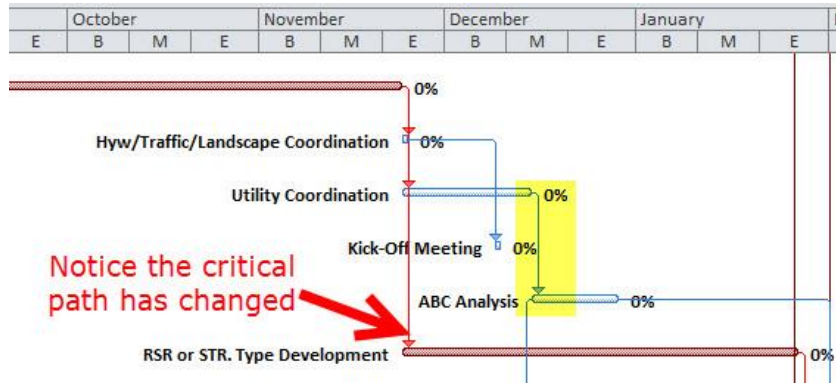 October November December January
E B M E B M E B M E B M E
0%
Hyw/Traffic/Landscape Coordination 0%
Utility Coordination 0%
Kick-Off Meeting 0%
Notice the critical
path has changed
ABC Analysis 0%
RSR or STR. Type Development 0%